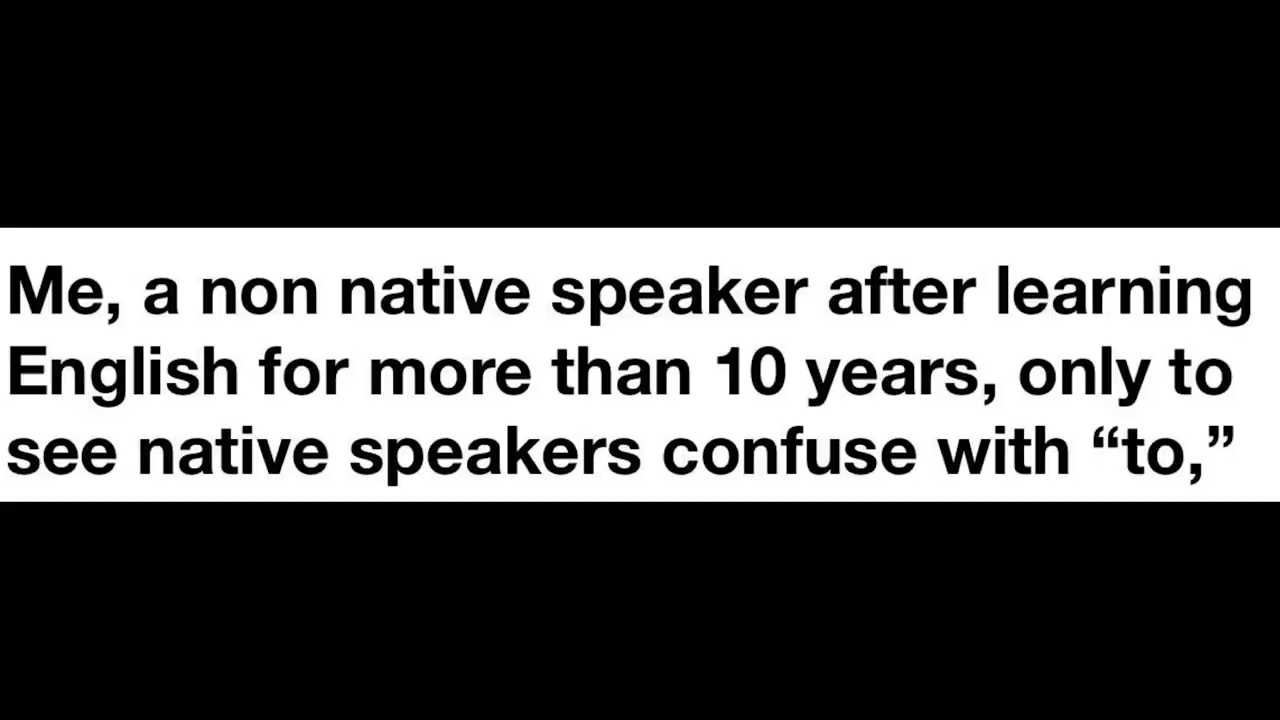 Me, a non native speaker after learning
English for more than 10 years, only to
see native speakers confuse with “to,”